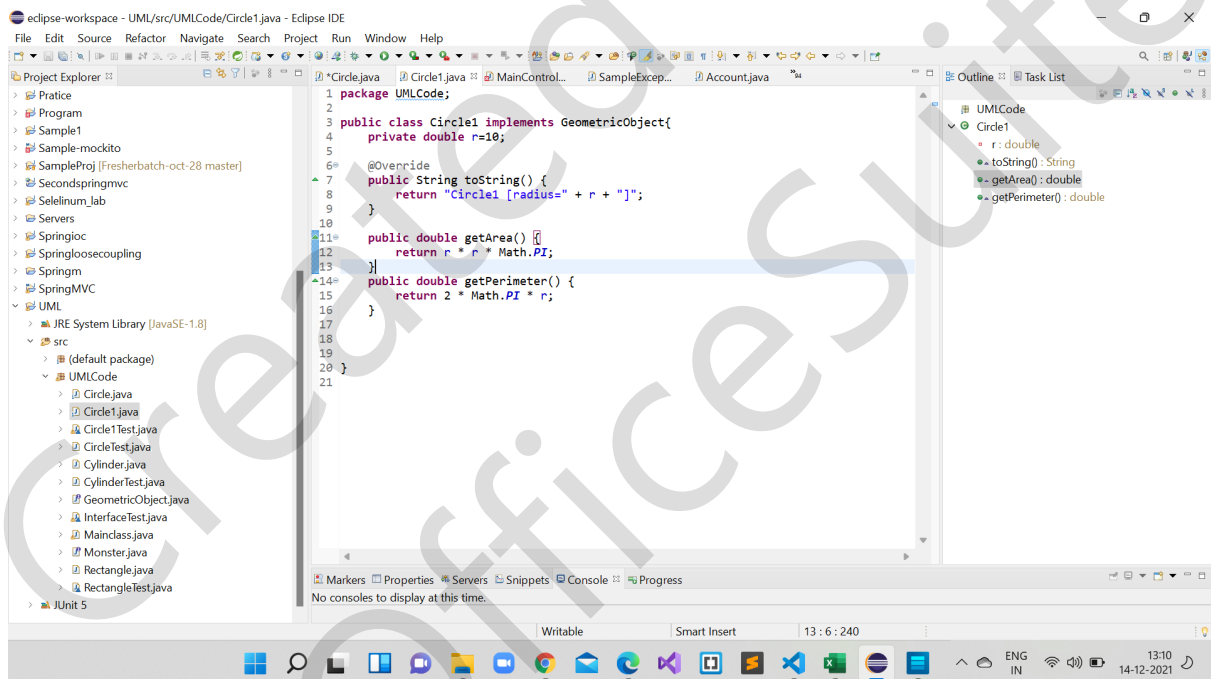 eclipse-workspace - UML/src/UMLCode/Circle1.java - Eclipse IDE
File Edit Source Refactor Navigate Search Project Run Window Help
Project Explorer
Pratice
Program
Sample1
Sample-mockito
SampleProj [Fresherbatch-oct-28 master]
Secondspringmvc
Selelinum_lab
Servers
Springioc
Springloosecoupling
Springm
SpringMVC
UML
JRE System Library [JavaSE-1.8]
src
(default package)
UMLCode
Circle.java
Circle1.java
Circle1Test.java
CircleTest.java
Cylinder.java
CylinderTest.java
GeometricObject.java
InterfaceTest.java
Mainclass.java
Monster.java
Rectangle.java
RectangleTest.java
JUnit 5
*Circle.java Circle1.java MainControl... SampleExcep... Account.java
1 package UMLCode;
2
3 public class Circle1 implements GeometricObject{
4 private double r=10;
5
6 @Override
7 public String toString() {
8 return "Circle1 [radius=" + r + "]";
9 }
10
11 public double getArea() {
12 return r * r * Math.PI;
13 }
14 public double getPerimeter() {
15 return 2 * Math.PI * r;
16 }
17
18
19
20 }
21
Outline Task List
UMLCode
Circle1
r : double
toString() : String
getArea() : double
getPerimeter() : double
Markers Properties Servers Snippets Console Progress
No consoles to display at this time.
Writable Smart Insert 13 : 6 : 240
ENG
IN
13:10
14-12-2021
Created
OfficeSuit